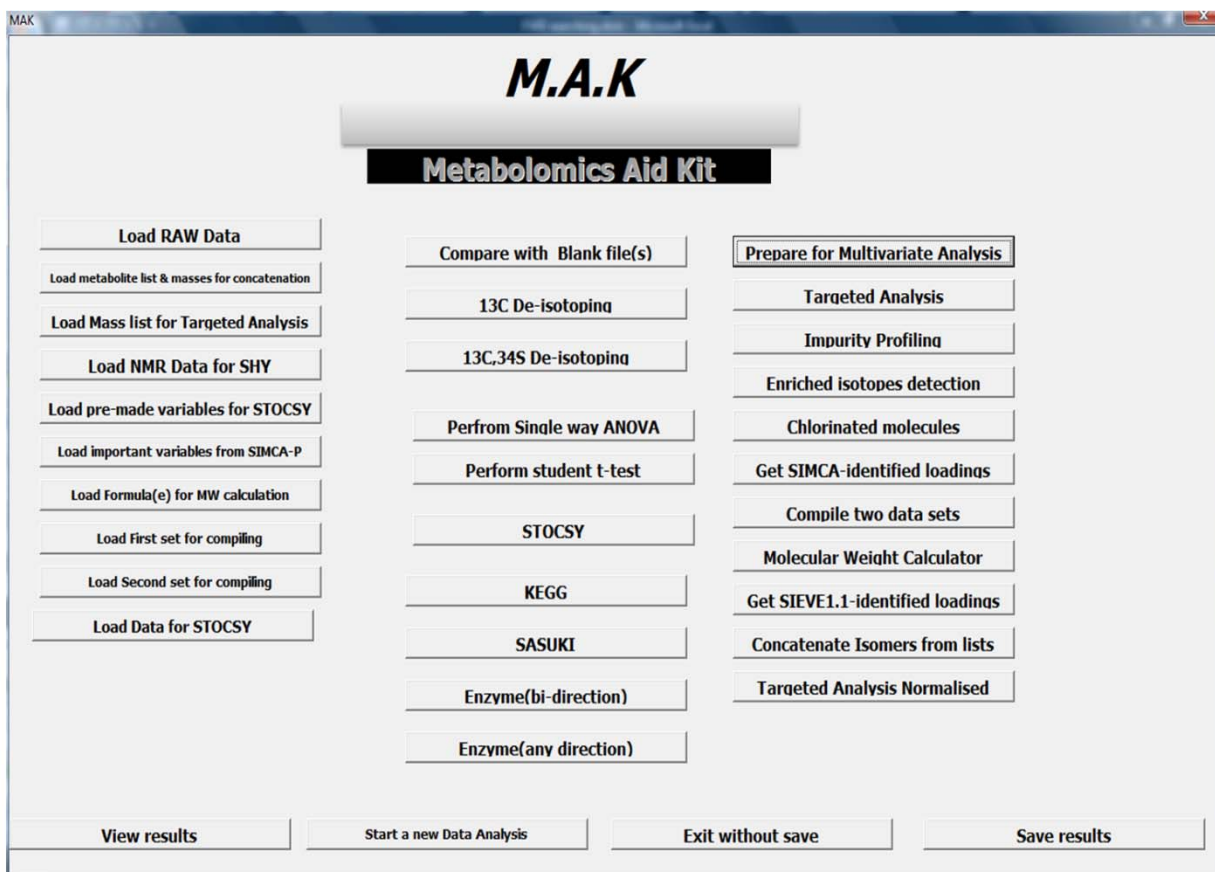 MAK
M.A.K
Metabolomics Aid Kit
Load RAW Data
Load metabolite list & masses for concatenation
Load Mass list for Targeted Analysis
Load NMR Data for SHY
Load pre-made variables for STOCSY
Load important variables from SIMCA-P
Load Formula(e) for MW calculation
Load First set for compiling
Load Second set for compiling
Load Data for STOCSY
Compare with Blank file(s)
13C De-isotoping
13C,34S De-isotoping
Perfrom Single way ANOVA
Perform student t-test
STOCSY
KEGG
SASUKI
Enzyme(bi-direction)
Enzyme(any direction)
Prepare for Multivariate Analysis
Targeted Analysis
Impurity Profiling
Enriched isotopes detection
Chlorinated molecules
Get SIMCA-identified loadings
Compile two data sets
Molecular Weight Calculator
Get SIEVE1.1-identified loadings
Concatenate Isomers from lists
Targeted Analysis Normalised
View results
Start a new Data Analysis
Exit without save
Save results